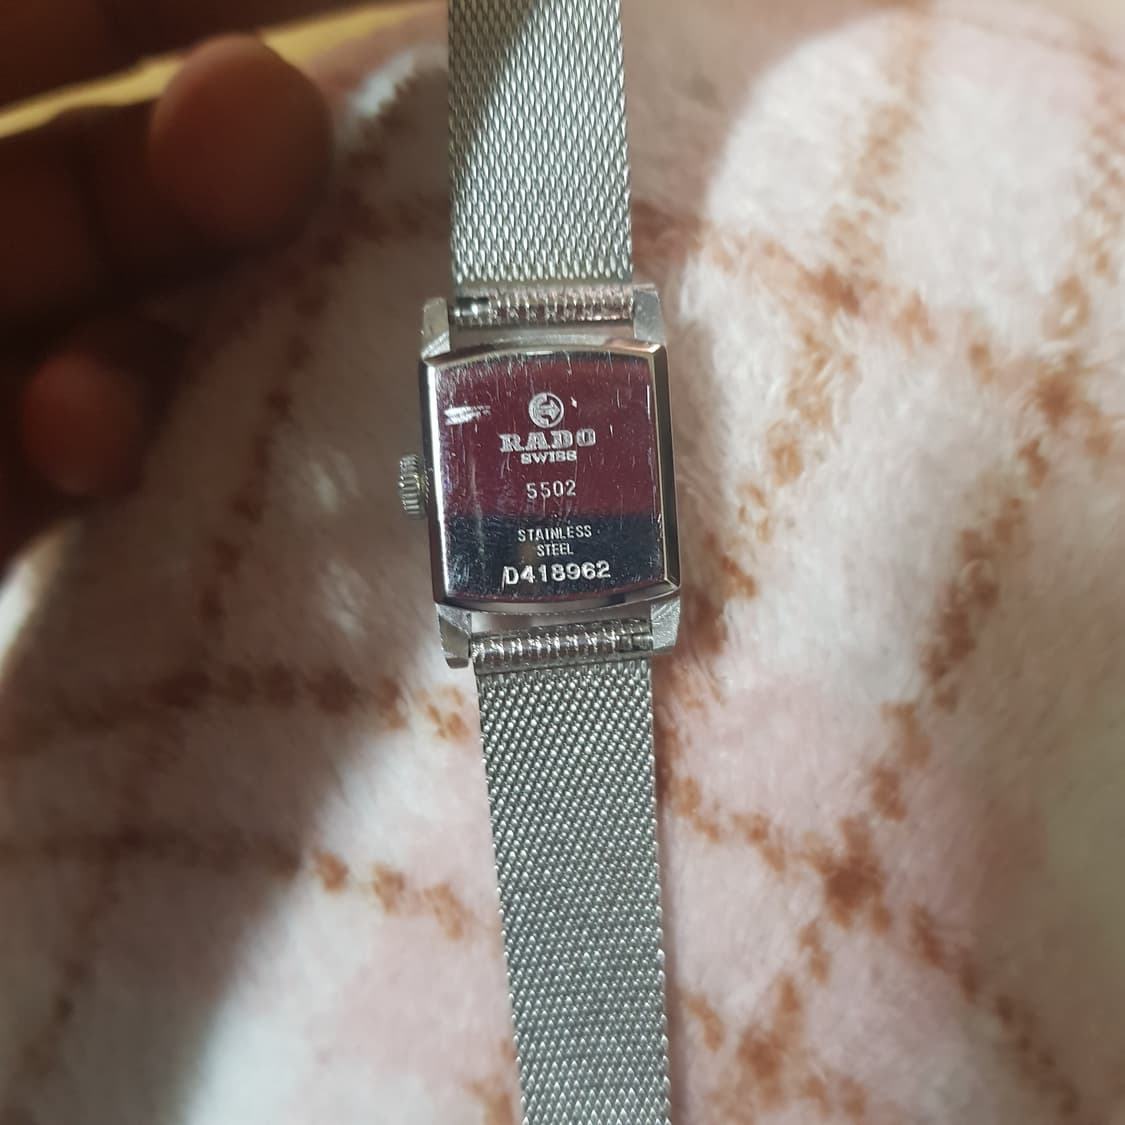 RADO
SWISS
5502
STAINLESS
STEEL
D418962